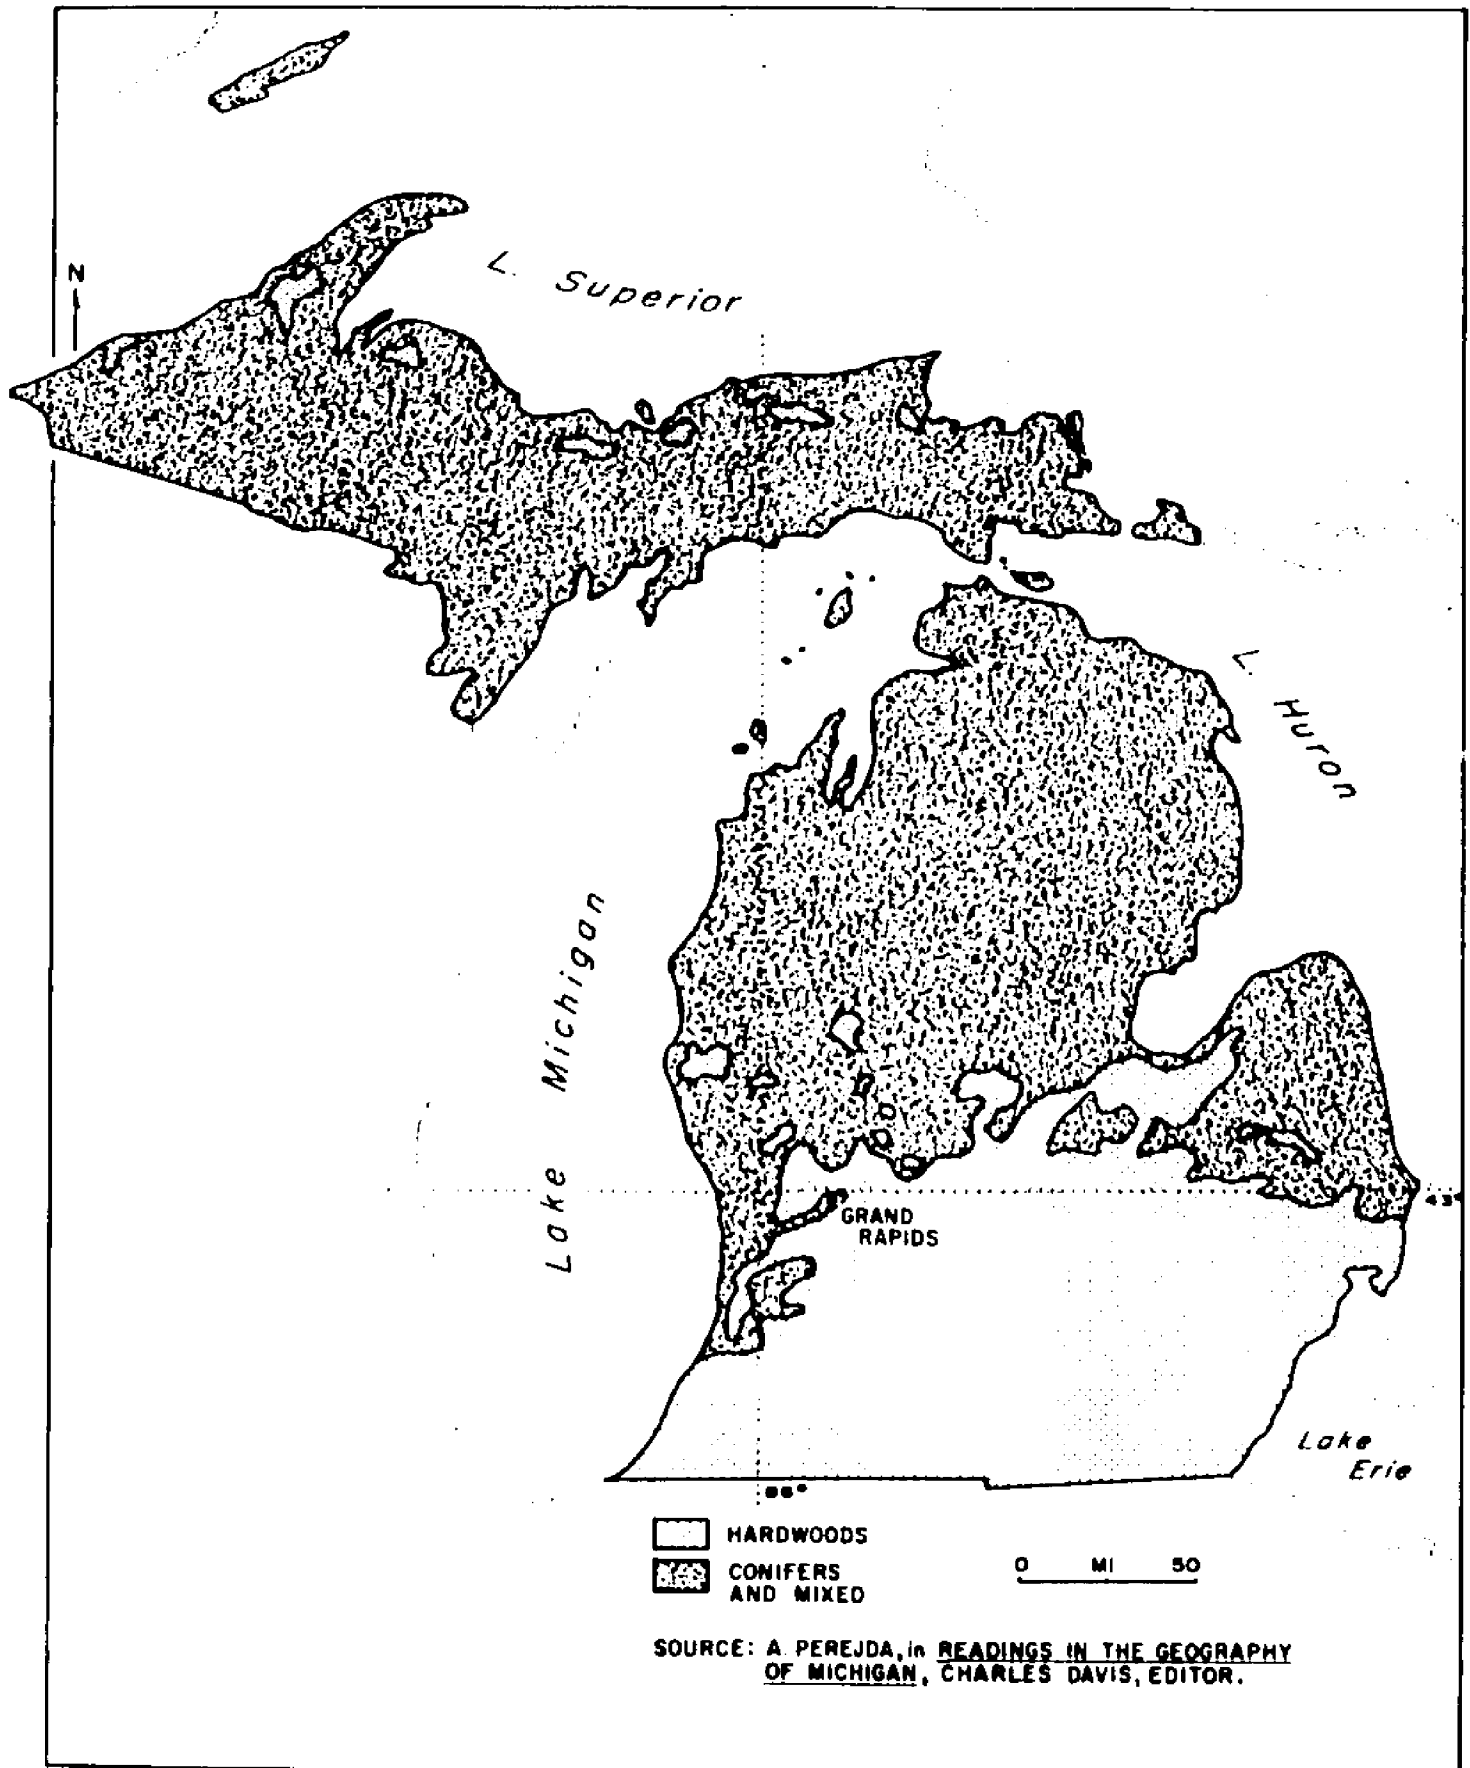 N
L. Superior
L. Huron
Lake Michigan
43°
GRAND
RAPIDS
Lake
Erie
86°
HARDWOODS
CONIFERS
AND MIXED
0 MI 50
SOURCE: A. PEREJDA, in READINGS IN THE GEOGRAPHY
OF MICHIGAN, CHARLES DAVIS, EDITOR.